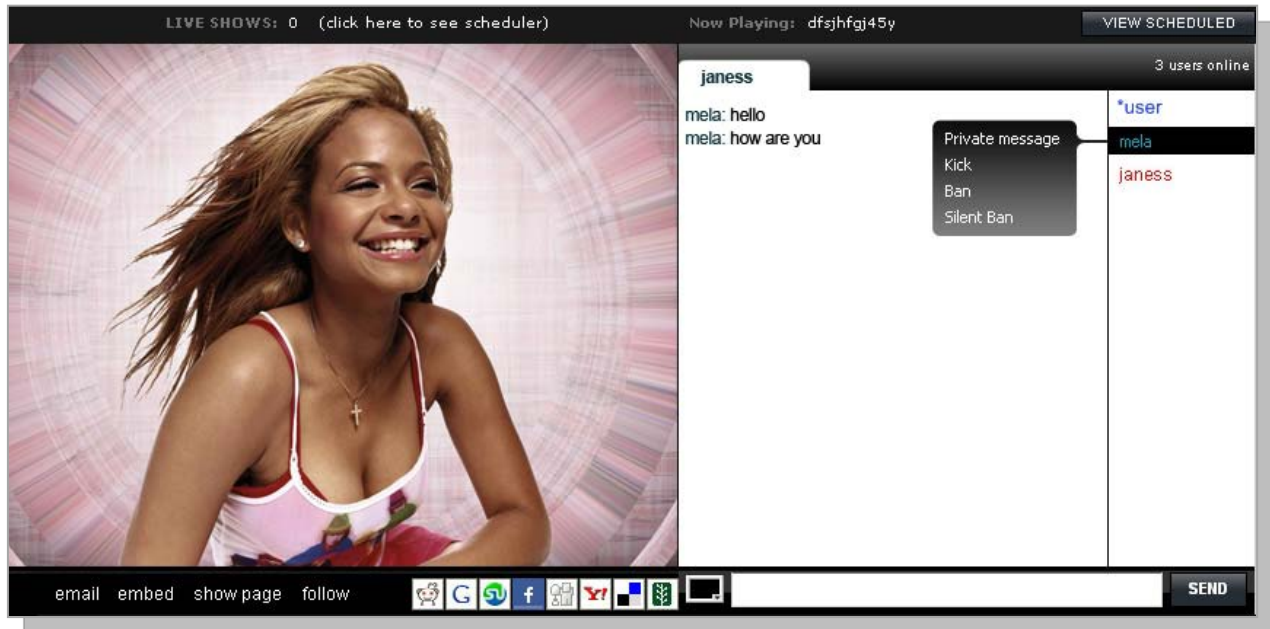 LIVE SHOWS: 0 (click here to see scheduler) Now Playing: dfsjhfgj45y VIEW SCHEDULED
3 users online
janess
mela: hello
mela: how are you
Private message
Kick
Ban
Silent Ban
*user
mela
janess
email embed show page follow G f Y! SEND